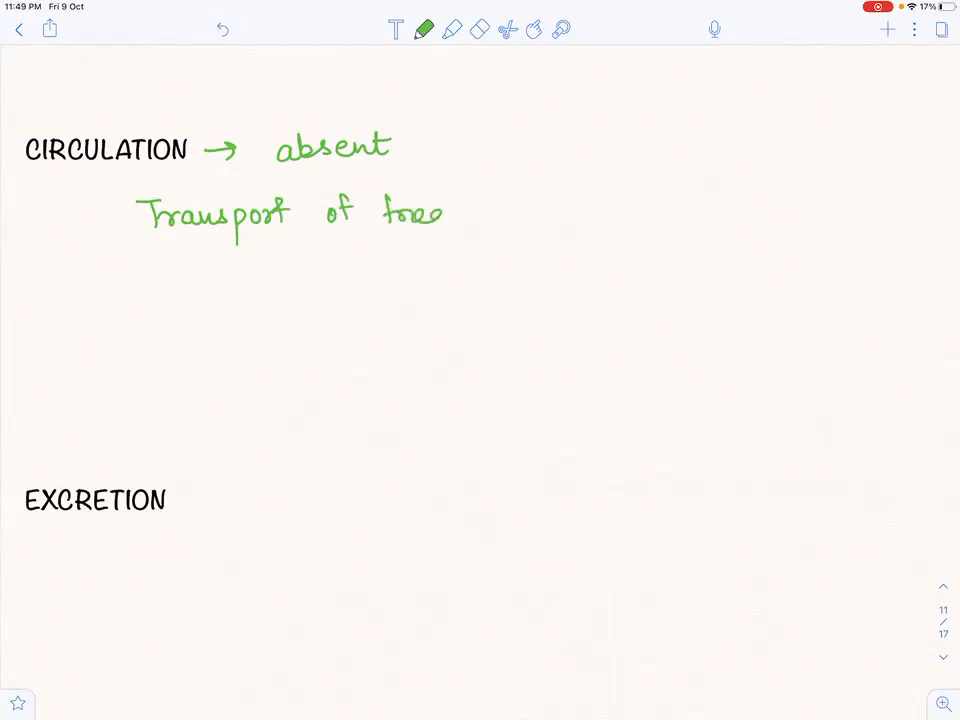 11:49 PM Fri 9 Oct
17%
T
CIRCULATION → absent
Transport of
EXCRETION
11
/
17